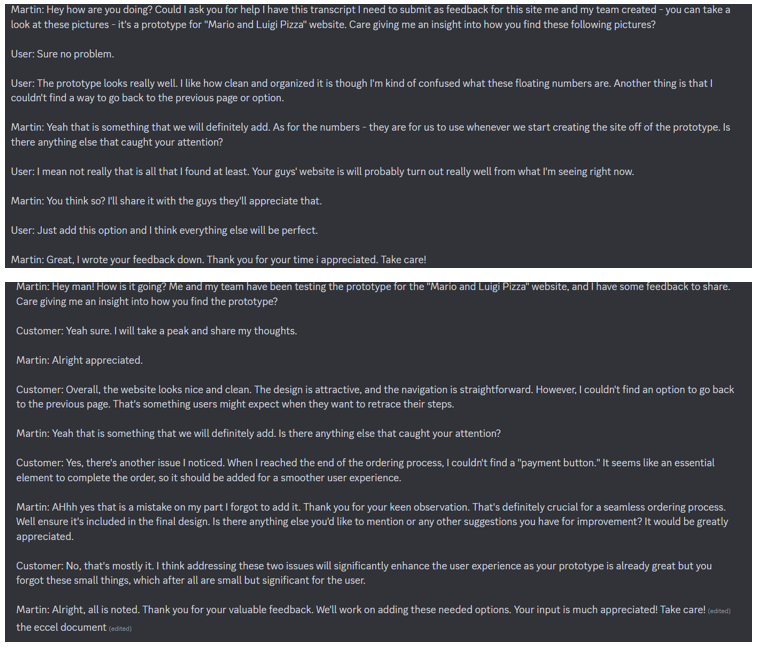 Martin: Hey how are you doing? Could I ask you for help I have this transcript I need to submit as feedback for this site me and my team created - you can take a
look at these pictures - it's a prototype for "Mario and Luigi Pizza" website. Care giving me an insight into how you find these following pictures?
User: Sure no problem.
User: The prototype looks really well. I like how clean and organized it is though I'm kind of confused what these floating numbers are. Another thing is that I
couldn't find a way to go back to the previous page or option.
Martin: Yeah that is something that we will definitely add. As for the numbers - they are for us to use whenever we start creating the site off of the prototype. Is
there anything else that caught your attention?
User: I mean not really that is all that I found at least. Your guys' website is will probably turn out really well from what I'm seeing right now.
Martin: You think so? I'll share it with the guys they'll appreciate that.
User: Just add this option and I think everything else will be perfect.
Martin: Great, I wrote your feedback down. Thank you for your time i appreciated. Take care!
Martin: Hey man! How is it going? Me and my team have been testing the prototype for the "Mario and Luigi Pizza" website, and I have some feedback to share.
Care giving me an insight into how you find the prototype?
Customer: Yeah sure. I will take a peak and share my thoughts.
Martin: Alright appreciated.
Customer: Overall, the website looks nice and clean. The design is attractive, and the navigation is straightforward. However, I couldn't find an option to go back
to the previous page. That's something users might expect when they want to retrace their steps.
Martin: Yeah that is something that we will definitely add. Is there anything else that caught your attention?
Customer: Yes, there's another issue I noticed. When I reached the end of the ordering process, I couldn't find a "payment button." It seems like an essential
element to complete the order, so it should be added for a smoother user experience.
Martin: AHhh yes that is a mistake on my part I forgot to add it. Thank you for your keen observation. That's definitely crucial for a seamless ordering process.
Well ensure it's included in the final design. Is there anything else you'd like to mention or any other suggestions you have for improvement? It would be greatly
appreciated.
Customer: No, that's mostly it. I think addressing these two issues will significantly enhance the user experience as your prototype is already great but you
forgot these small things, which after all are small but significant for the user.
Martin: Alright, all is noted. Thank you for your valuable feedback. We'll work on adding these needed options. Your input is much appreciated! Take care! (edited)
the eccel document (edited)